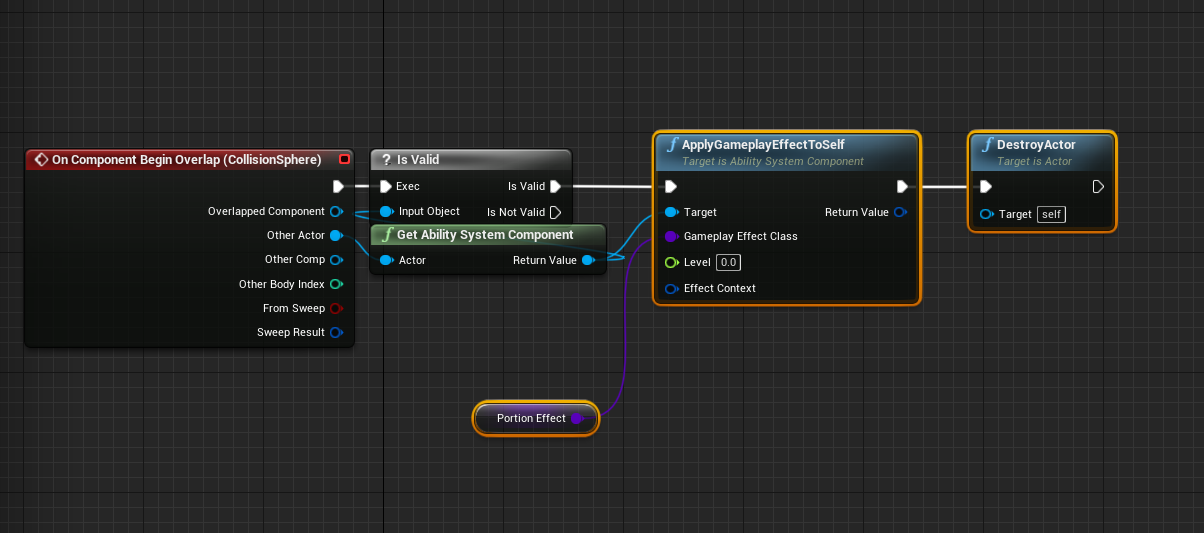 On Component Begin Overlap (CollisionSphere)
Overlapped Component
Other Actor
Other Comp
Other Body Index
From Sweep
Sweep Result
? Is Valid
Exec
Is Valid
Input Object
Is Not Valid
f Get Ability System Component
Actor
Return Value
f ApplyGameplayEffectToSelf
Target is Ability System Component
Target
Return Value
Gameplay Effect Class
Level 0.0
Effect Context
f DestroyActor
Target is Actor
Target self
Portion Effect